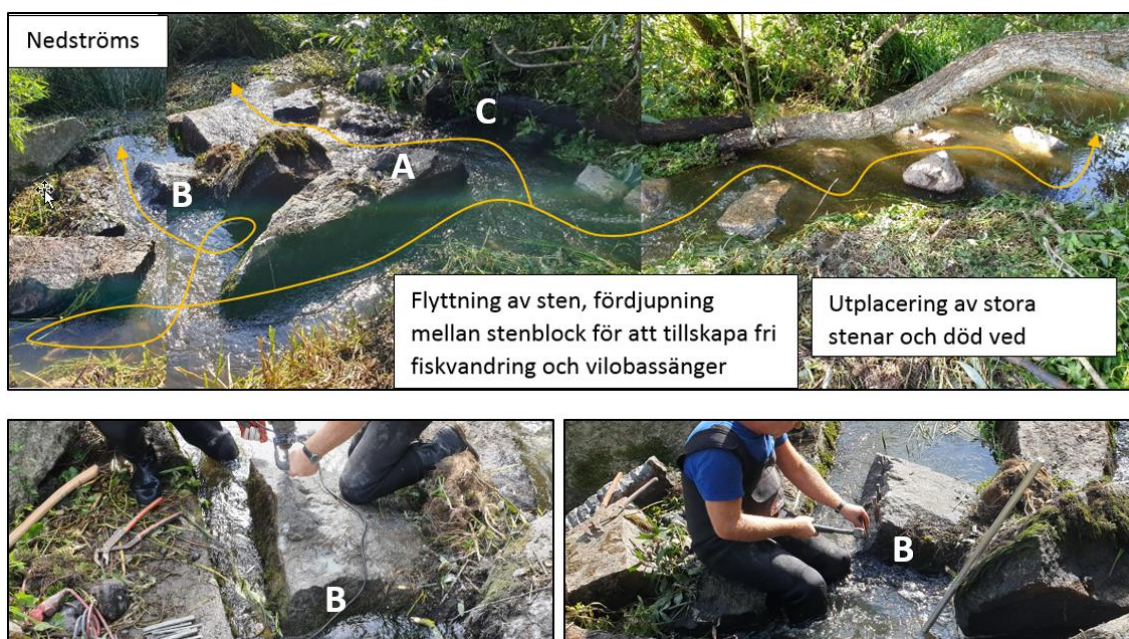 Nedströms
C
A
B
Flyttning av sten, fördjupning
mellan stenblock för att tillskapa fri
fiskvandring och vilobassänger
Utplacering av stora
stenar och död ved
B
B